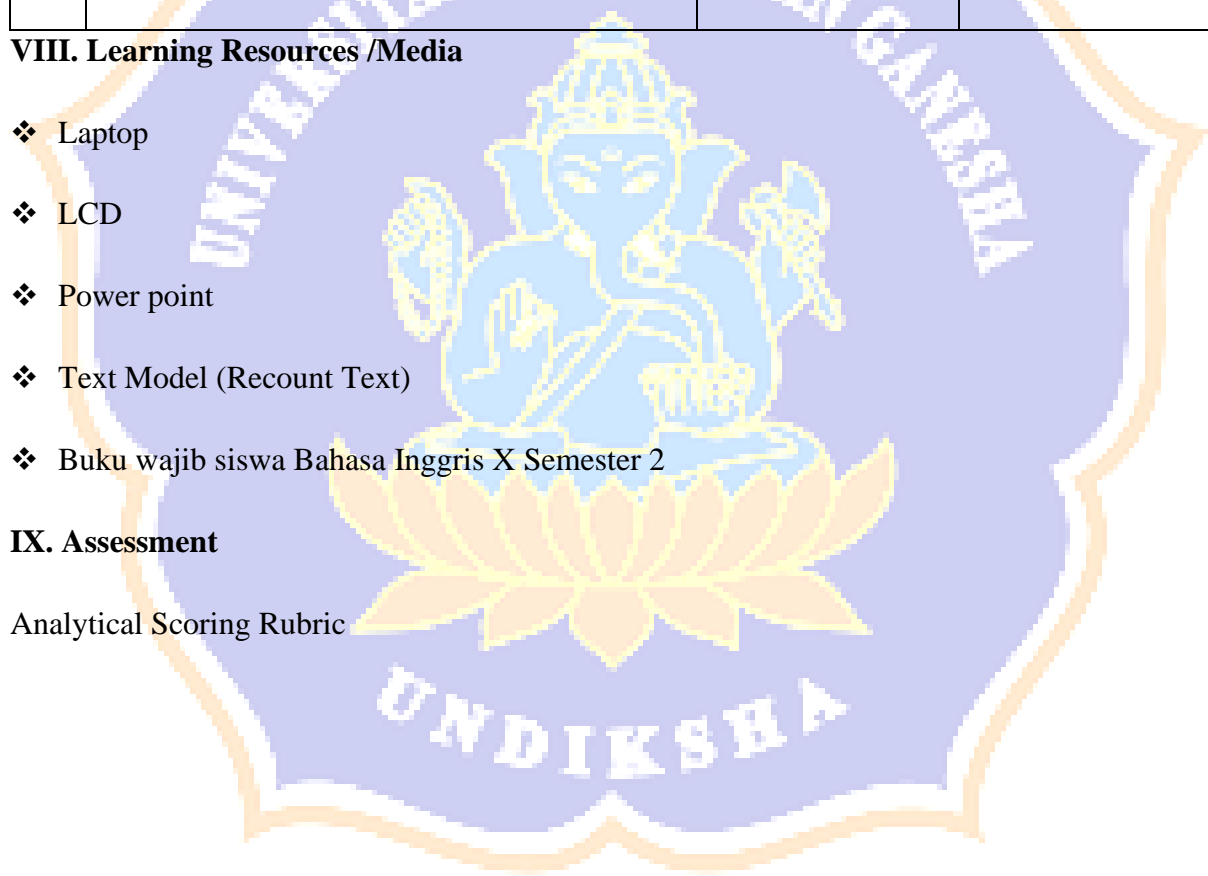 VIII. Learning Resources /Media
❖ Laptop
❖ LCD
❖ Power point
❖ Text Model (Recount Text)
❖ Buku wajib siswa Bahasa Inggris X Semester 2
IX. Assessment
Analytical Scoring Rubric
UNDIKSHA